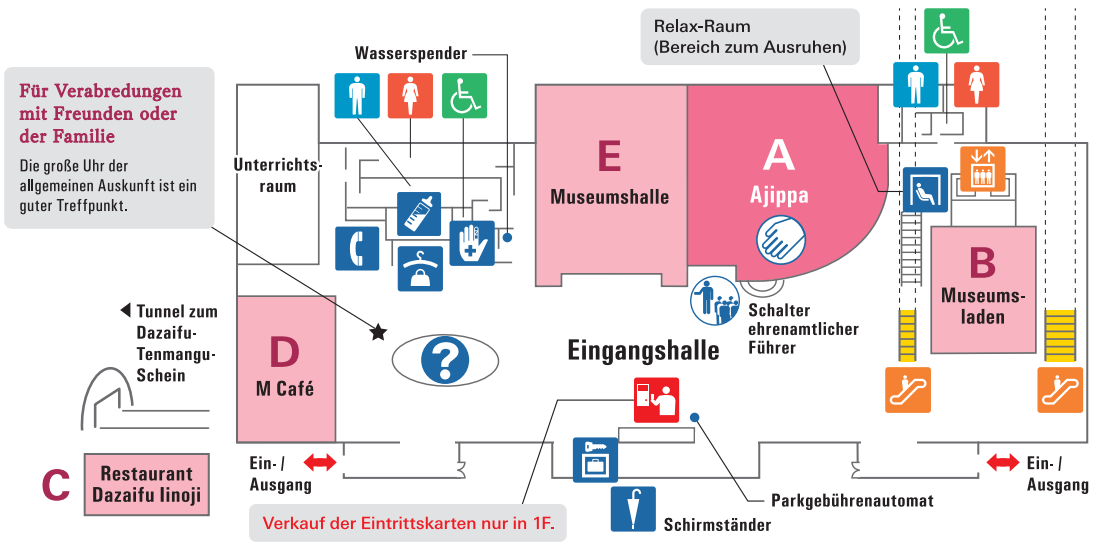 Relax-Raum
(Bereich zum Ausruhen)
Wasserspender
Für Verabredungen
mit Freunden oder
der Familie
Die große Uhr der
allgemeinen Auskunft ist ein
guter Treffpunkt.
Unterrichts-
raum
E
Museumshalle
A
Ajippa
B
Museums-
laden
Schalter
ehrenamtlicher
Führer
Tunnel zum
Dazaifu-
Tenmangu-
Schein
D
M Café
?
Eingangshalle
C
Restaurant
Dazaifu Iinoji
Ein- /
Ausgang
Ein- /
Ausgang
Verkauf der Eintrittskarten nur in 1F.
Schirmständer
Parkgebührenautomat